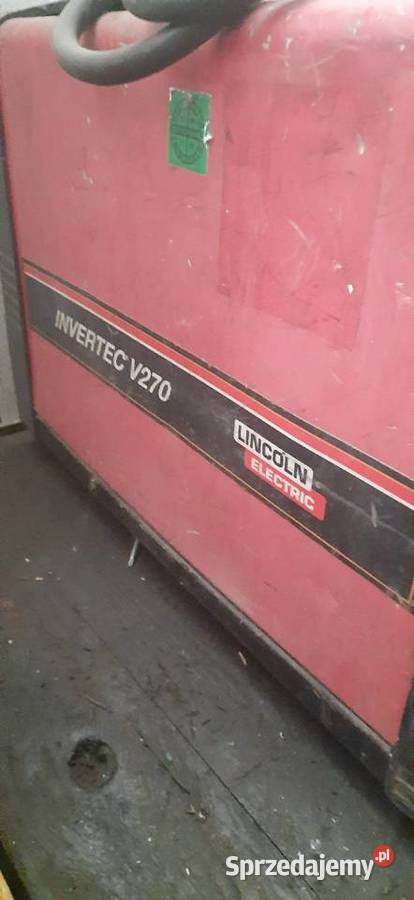 INVERTEC V270
LINCOLN
ELECTRIC
Sprzedajemy.pl